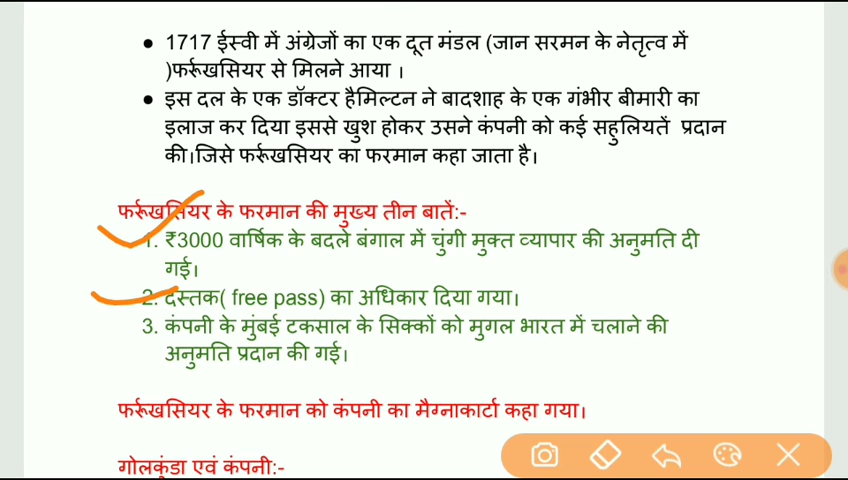 ● 1717 ईस्वी में अंग्रेजों का एक दूत मंडल (जान सरमन के नेतृत्व में
)फर्रूखसियर से मिलने आया ।
● इस दल के एक डॉक्टर हैमिल्टन ने बादशाह के एक गंभीर बीमारी का
इलाज कर दिया इससे खुश होकर उसने कंपनी को कई सहुलियतें प्रदान
की।जिसे फर्रूखसियर का फरमान कहा जाता है।
फर्रूखसियर के फरमान की मुख्य तीन बातें:-
1. ₹3000 वार्षिक के बदले बंगाल में चुंगी मुक्त व्यापार की अनुमति दी
गई।
2. दस्तक( free pass) का अधिकार दिया गया।
3. कंपनी के मुंबई टकसाल के सिक्कों को मुगल भारत में चलाने की
अनुमति प्रदान की गई।
फर्रूखसियर के फरमान को कंपनी का मैग्नाकार्टा कहा गया।
गोलकुंडा एवं कंपनी:-